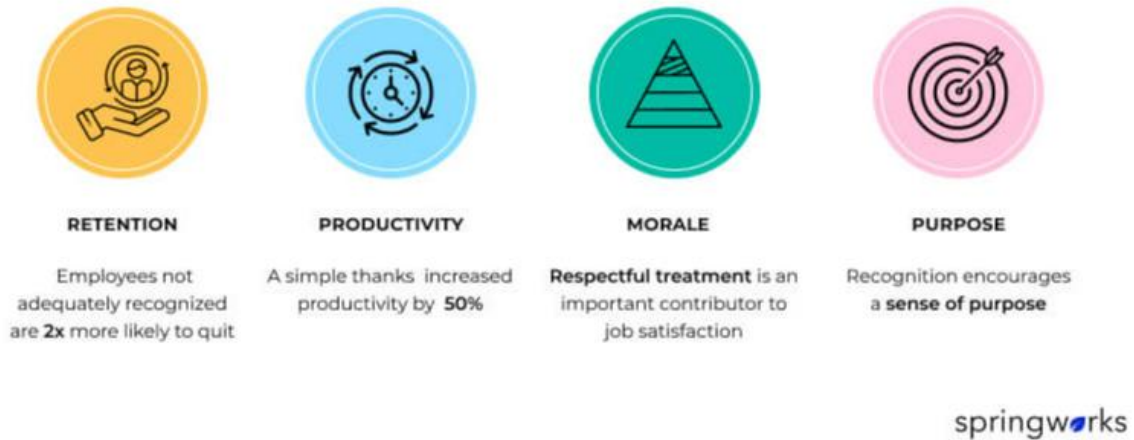 RETENTION
Employees not
adequately recognized
are 2x more likely to quit
PRODUCTIVITY
A simple thanks increased
productivity by 50%
MORALE
Respectful treatment is an
important contributor to
job satisfaction
PURPOSE
Recognition encourages
a sense of purpose
springworks